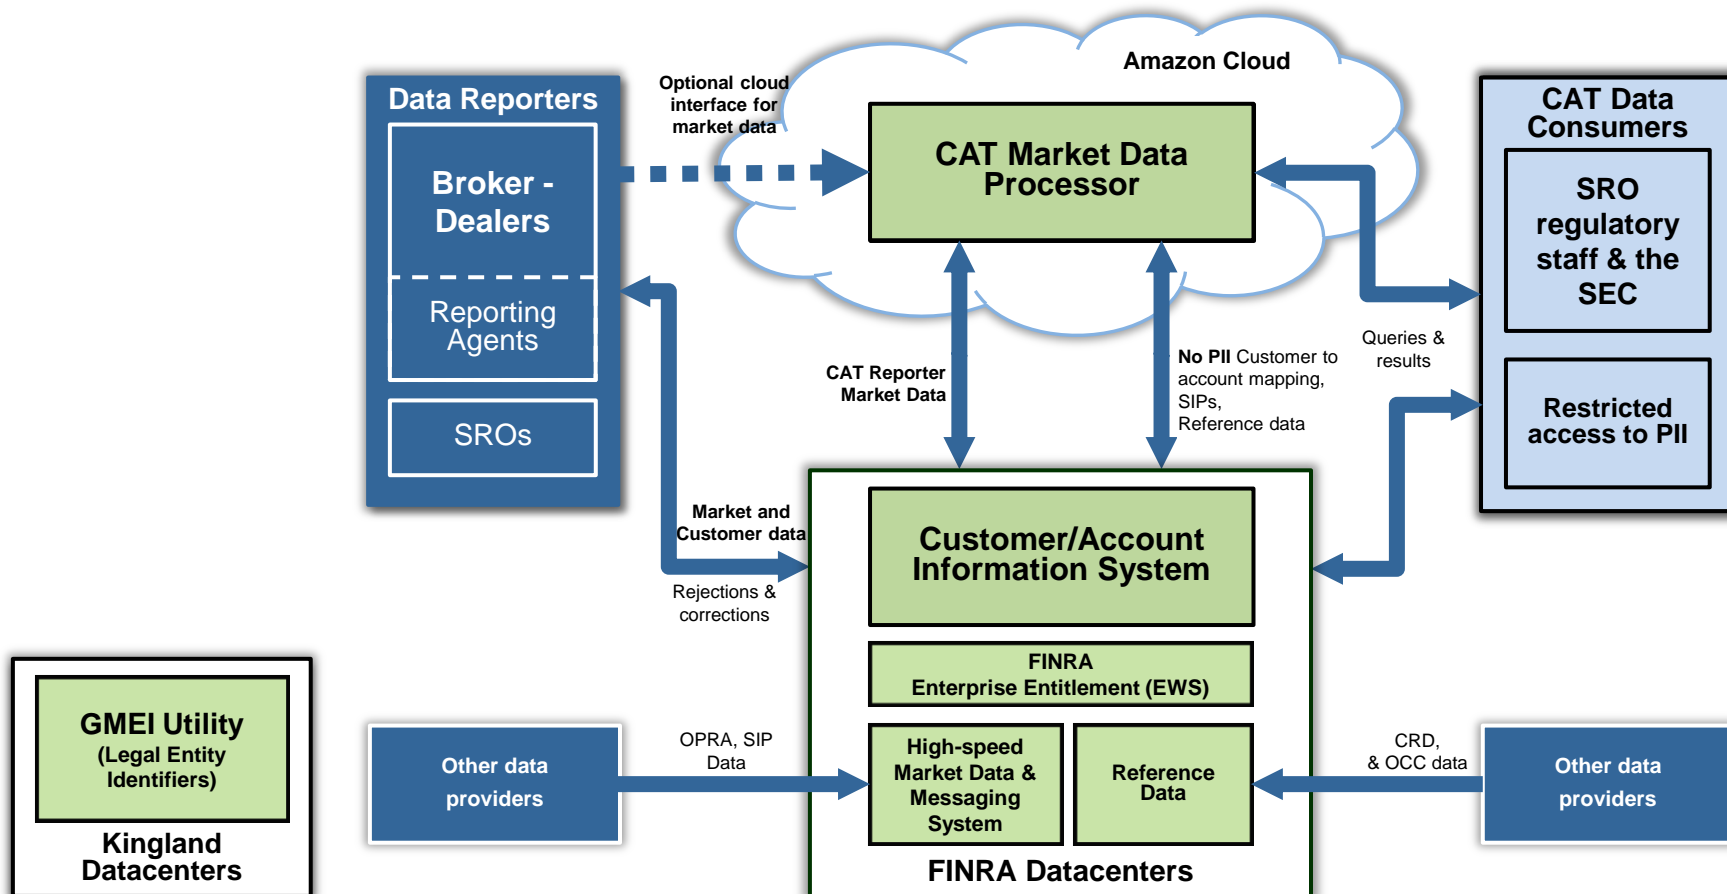 Amazon Cloud
Optional cloud
interface for
market data
Data Reporters
Broker -
Dealers
Reporting
Agents
SROs
CAT Market Data
Processor
CAT Data
Consumers
SRO
regulatory
staff & the
SEC
Restricted
access to PII
Queries &
results
CAT Reporter
Market Data
No PII Customer to
account mapping,
SIPs,
Reference data
Market and
Customer data
Rejections &
corrections
Customer/Account
Information System
FINRA
Enterprise Entitlement (EWS)
High-speed
Market Data &
Messaging
System
Reference
Data
FINRA Datacenters
GMEI Utility
(Legal Entity
Identifiers)
Kingland
Datacenters
Other data
providers
OPRA, SIP
Data
CRD,
& OCC data
Other data
providers